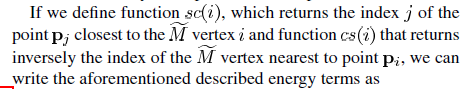 If we define function sc(i), which returns the index j of the
point p_j closest to the M̃ vertex i and function cs(i) that returns
inversely the index of the M̃ vertex nearest to point p_i, we can
write the aforementioned described energy terms as